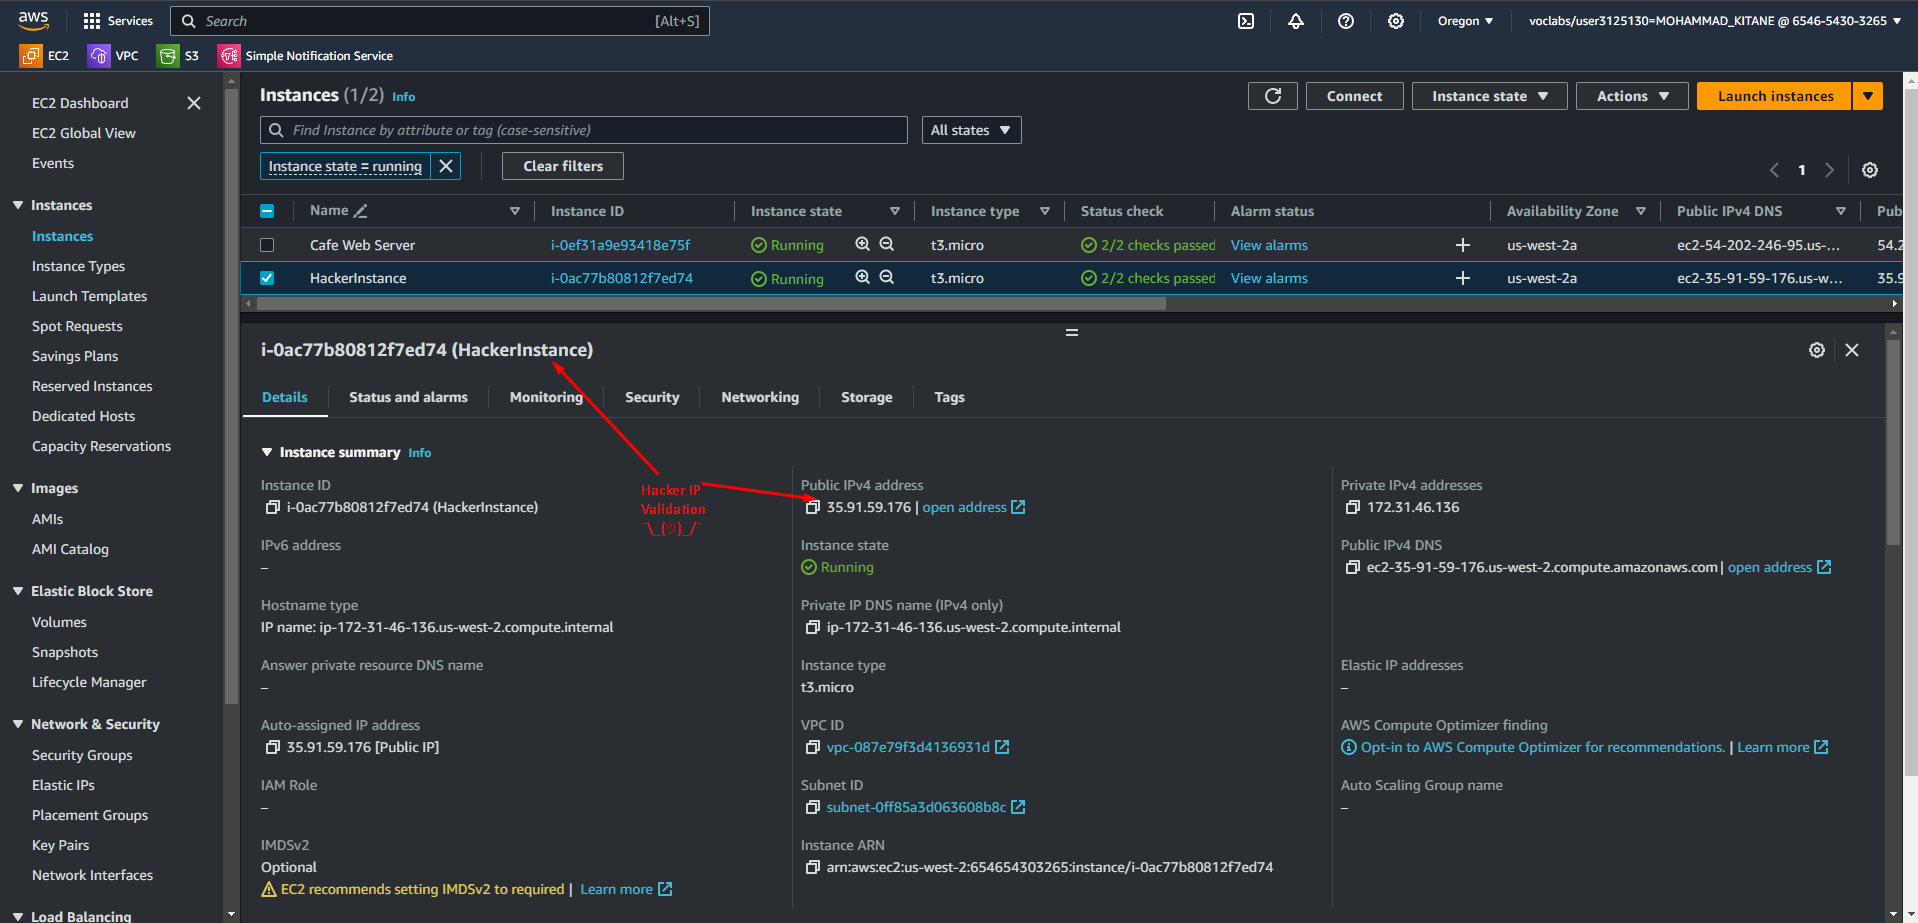 aws
Services
Search
[Alt+S]
Oregon
voclabs/user3125130=MOHAMMAD_KITANE @ 6546-5430-3265
EC2
VPC
S3
Simple Notification Service
EC2 Dashboard
EC2 Global View
Events
Instances
Instances
Instance Types
Launch Templates
Spot Requests
Savings Plans
Reserved Instances
Dedicated Hosts
Capacity Reservations
Images
AMIs
AMI Catalog
Elastic Block Store
Volumes
Snapshots
Lifecycle Manager
Network & Security
Security Groups
Elastic IPs
Placement Groups
Key Pairs
Network Interfaces
Load Balancing
Instances (1/2) Info
Connect
Instance state
Actions
Launch instances
Find Instance by attribute or tag (case-sensitive)
All states
Instance state = running
Clear filters
1
Name Instance ID Instance state Instance type Status check Alarm status Availability Zone Public IPv4 DNS Pub
Cafe Web Server i-0ef31a9e93418e75f Running t3.micro 2/2 checks passed View alarms + us-west-2a ec2-54-202-246-95.us-... 54.2
HackerInstance i-0ac77b80812f7ed74 Running t3.micro 2/2 checks passed View alarms + us-west-2a ec2-35-91-59-176.us-w... 35.9
i-0ac77b80812f7ed74 (HackerInstance)
Details
Status and alarms
Monitoring
Security
Networking
Storage
Tags
Instance summary Info
Instance ID
i-0ac77b80812f7ed74 (HackerInstance)
Hacker IP
Validation
¯\_(ツ)_/¯
Public IPv4 address
35.91.59.176 | open address
Private IPv4 addresses
172.31.46.136
IPv6 address
–
Instance state
Running
Public IPv4 DNS
ec2-35-91-59-176.us-west-2.compute.amazonaws.com | open address
Hostname type
IP name: ip-172-31-46-136.us-west-2.compute.internal
Private IP DNS name (IPv4 only)
ip-172-31-46-136.us-west-2.compute.internal
Answer private resource DNS name
–
Instance type
t3.micro
Elastic IP addresses
–
Auto-assigned IP address
35.91.59.176 [Public IP]
VPC ID
vpc-087e79f3d4136931d
AWS Compute Optimizer finding
Opt-in to AWS Compute Optimizer for recommendations. | Learn more
IAM Role
–
Subnet ID
subnet-0ff85a3d063608b8c
Auto Scaling Group name
–
IMDSv2
Optional
EC2 recommends setting IMDSv2 to required | Learn more
Instance ARN
arn:aws:ec2:us-west-2:654654303265:instance/i-0ac77b80812f7ed74